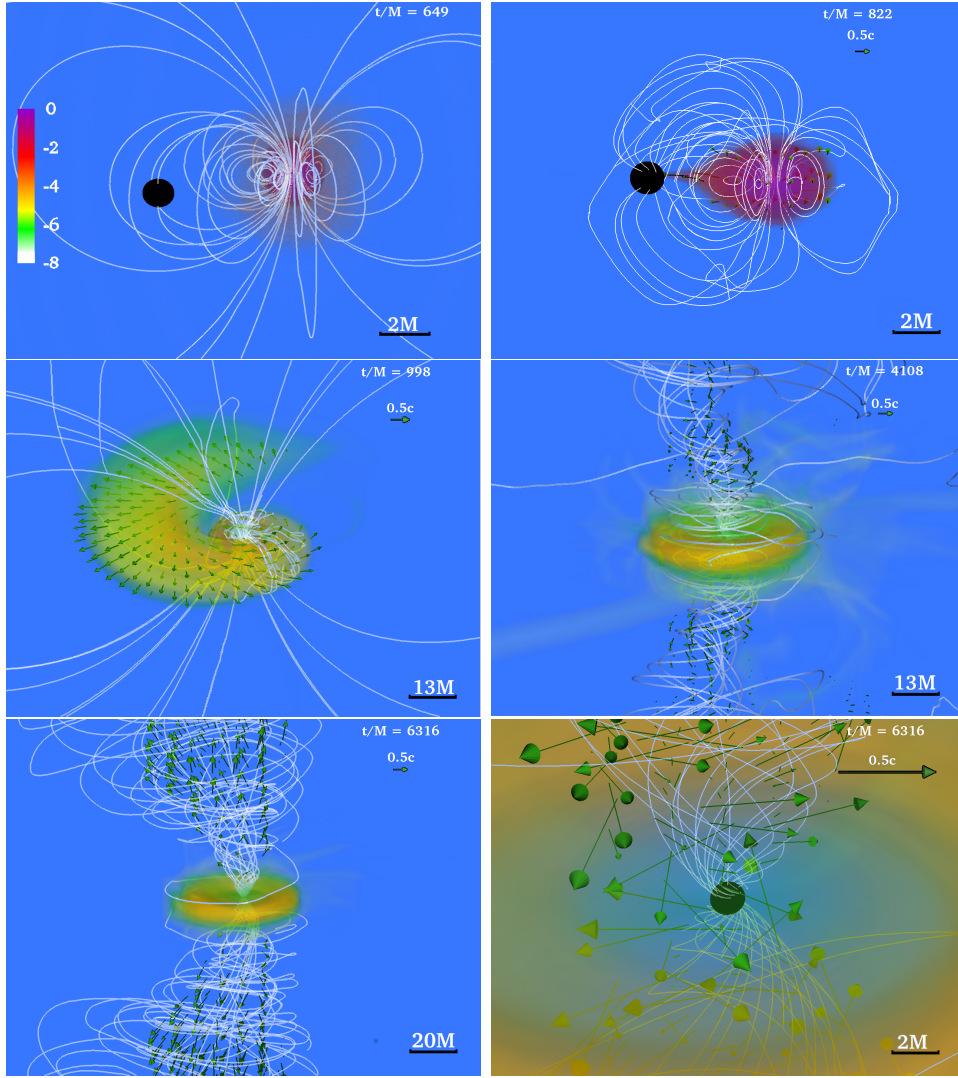 t/M = 649
0
-2
-4
-6
-8
2M
t/M = 822
0.5c
2M
t/M = 998
0.5c
13M
t/M = 4108
0.5c
13M
t/M = 6316
0.5c
20M
t/M = 6316
0.5c
2M